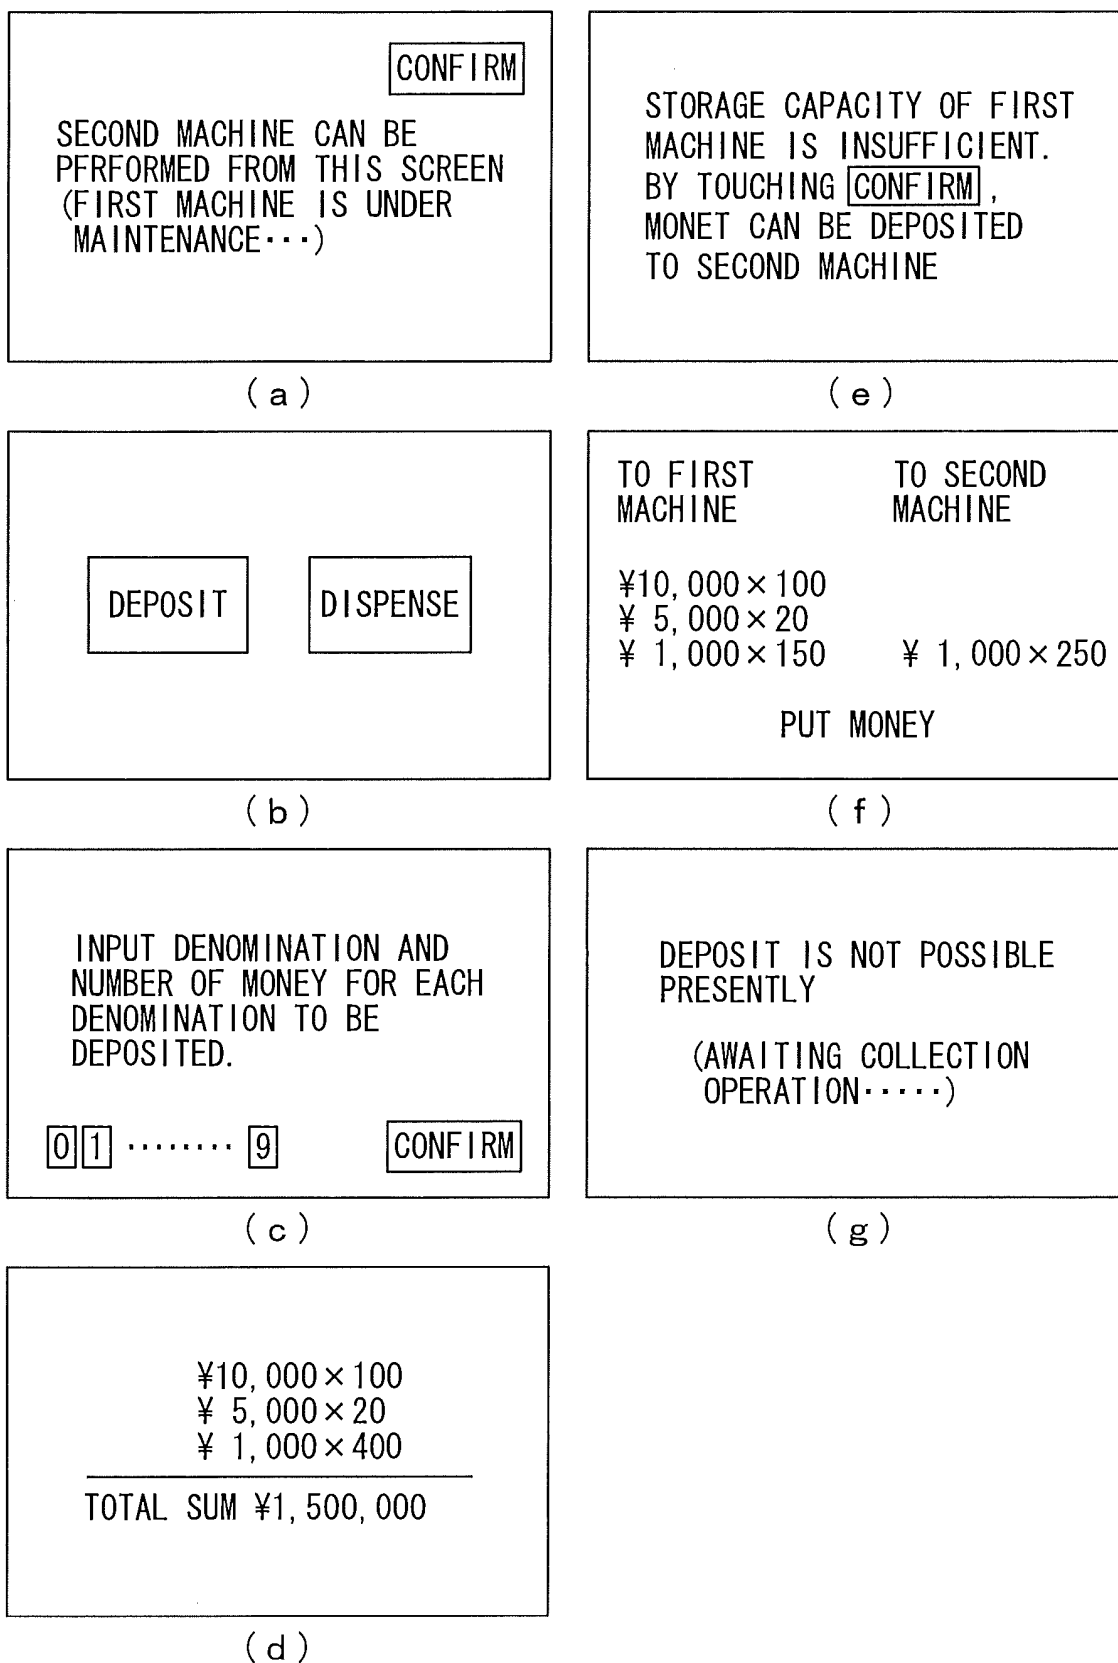 CONFIRM
SECOND MACHINE CAN BE
PFRFORMED FROM THIS SCREEN
(FIRST MACHINE IS UNDER
MAINTENANCE···)
(a)
DEPOSIT DISPENSE
(b)
INPUT DENOMINATION AND
NUMBER OF MONEY FOR EACH
DENOMINATION TO BE
DEPOSITED.
0 1 ········ 9 CONFIRM
(c)
¥10,000×100
¥ 5,000×20
¥ 1,000×400
TOTAL SUM ¥1,500,000
(d)
STORAGE CAPACITY OF FIRST
MACHINE IS INSUFFICIENT.
BY TOUCHING CONFIRM,
MONET CAN BE DEPOSITED
TO SECOND MACHINE
(e)
TO FIRST TO SECOND
MACHINE MACHINE
¥10,000×100
¥ 5,000×20
¥ 1,000×150 ¥ 1,000×250
PUT MONEY
(f)
DEPOSIT IS NOT POSSIBLE
PRESENTLY
(AWAITING COLLECTION
OPERATION·····)
(g)